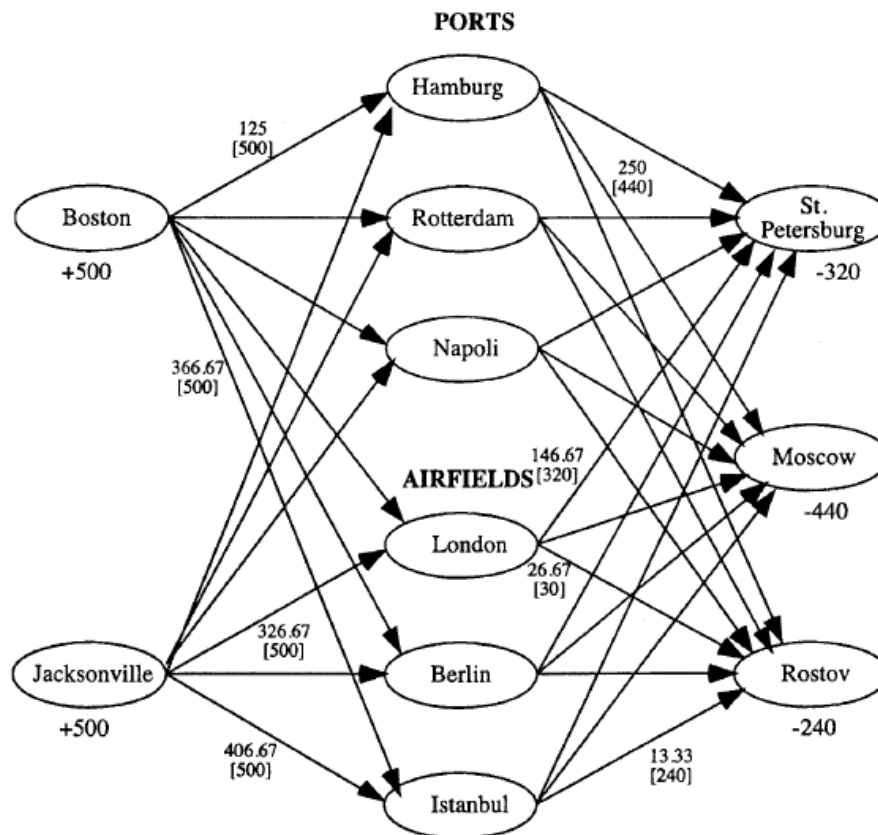 PORTS
Hamburg
125
[500]
250
[440]
Boston
+500
Rotterdam
St.
Petersburg
-320
Napoli
366.67
[500]
146.67
[320]
AIRFIELDS
Moscow
-440
London
26.67
[30]
326.67
[500]
Jacksonville
+500
Berlin
Rostov
-240
406.67
[500}
13.33
[240]
Istanbul